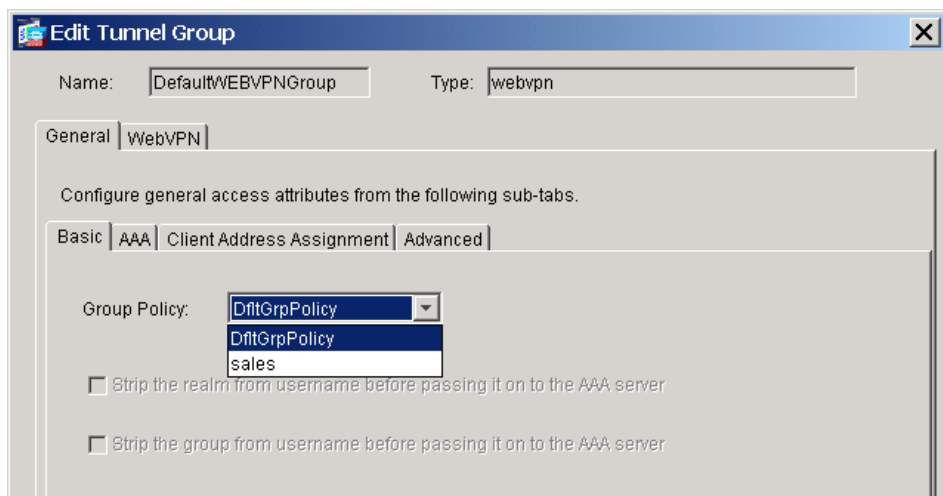 Edit Tunnel Group
Name: DefaultWEBVPNGroup Type: webvpn
General WebVPN
Configure general access attributes from the following sub-tabs.
Basic AAA Client Address Assignment Advanced
Group Policy: DfltGrpPolicy
DfltGrpPolicy
sales
Strip the realm from username before passing it on to the AAA server
Strip the group from username before passing it on to the AAA server